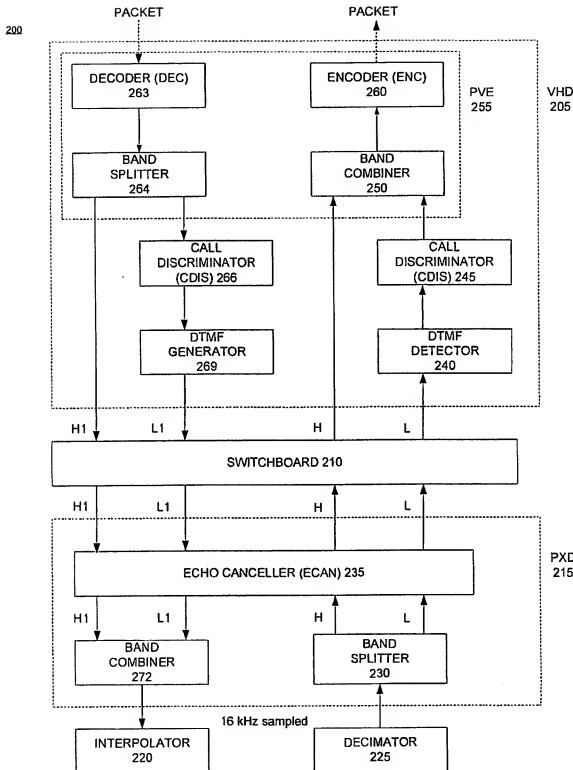 PACKET
PACKET
200
DECODER (DEC)
263
ENCODER (ENC)
260
PVE
255
VHD
205
BAND
SPLITTER
264
BAND
COMBINER
250
CALL
DISCRIMINATOR
(CDIS) 266
CALL
DISCRIMINATOR
(CDIS) 245
DTMF
GENERATOR
269
DTMF
DETECTOR
240
H1
L1
H
L
SWITCHBOARD 210
H1
L1
H
L
PXD
215
ECHO CANCELLER (ECAN) 235
H1
L1
H
L
BAND
COMBINER
272
BAND
SPLITTER
230
16 kHz sampled
INTERPOLATOR
220
DECIMATOR
225